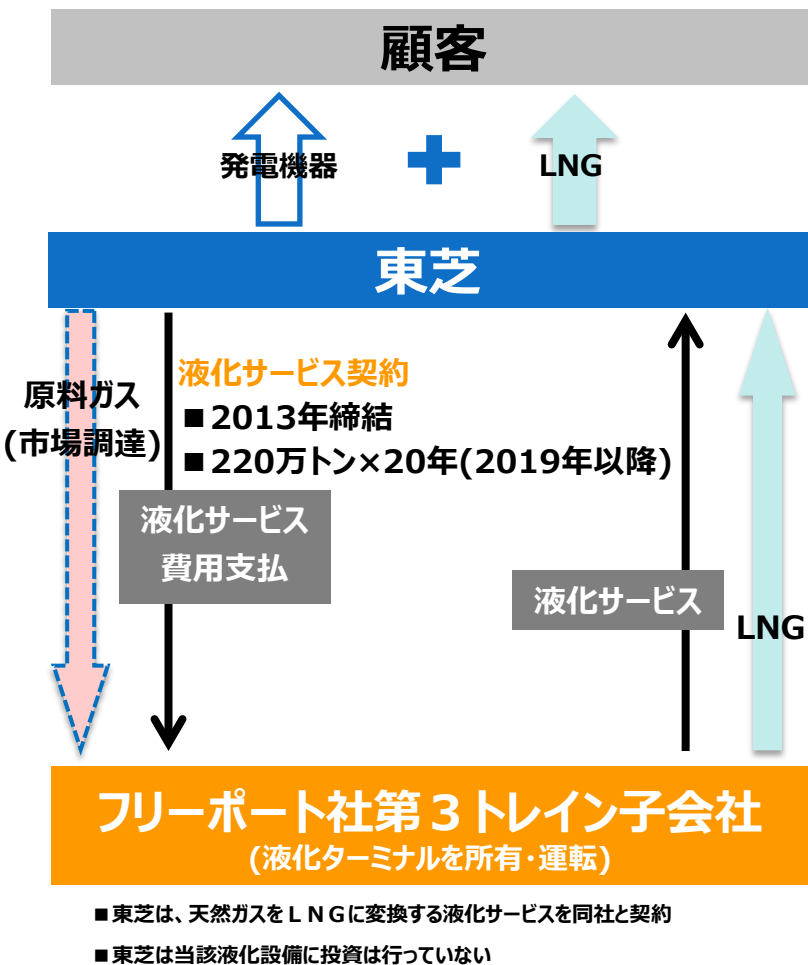 顧客
発電機器
LNG
東芝
原料ガス
(市場調達)
液化サービス契約
■2013年締結
■220万トン×20年(2019年以降)
液化サービス
費用支払
液化サービス
LNG
フリーポート社第3トレイン子会社
(液化ターミナルを所有・運転)
■東芝は、天然ガスをLNGに変換する液化サービスを同社と契約
■東芝は当該液化設備に投資は行っていない